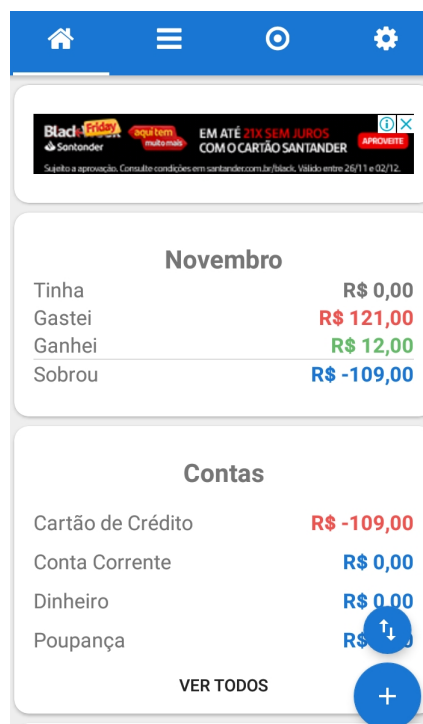 Black Friday
aqui tem
muito mais
Santander
EM ATÉ 21X SEM JUROS
COM O CARTÃO SANTANDER
APROVEITE
Sujeito a aprovação. Consulte condições em santander.com.br/black. Válido entre 26/11 e 02/12.
Novembro
Tinha R$ 0,00
Gastei R$ 121,00
Ganhei R$ 12,00
Sobrou R$ -109,00
Contas
Cartão de Crédito R$ -109,00
Conta Corrente R$ 0,00
Dinheiro R$ 0,00
Poupança R$
VER TODOS